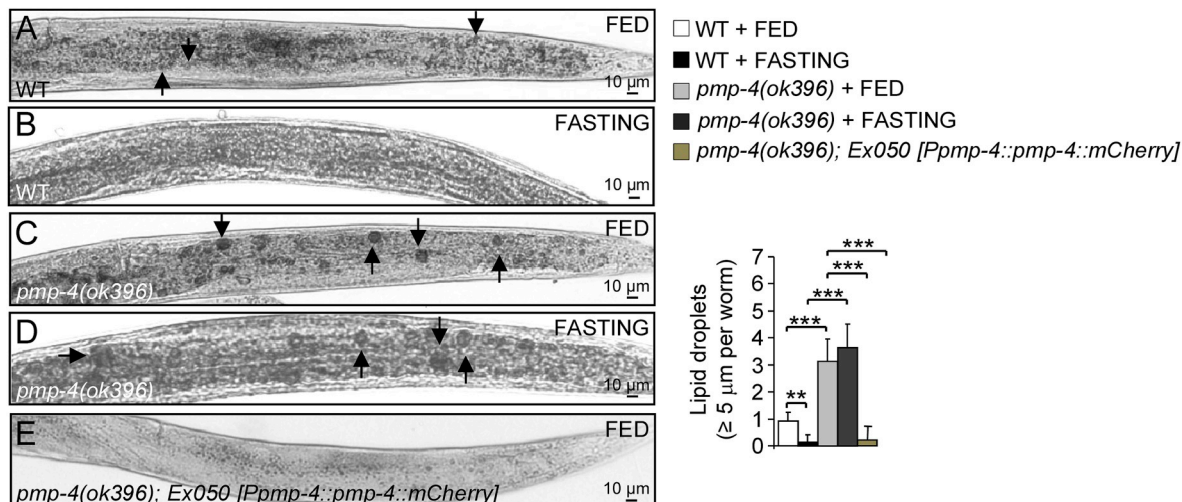 A
FED
WT
10 μm
B
FASTING
WT
10 μm
C
FED
pmp-4(ok396)
10 μm
D
FASTING
pmp-4(ok396)
10 μm
E
FED
pmp-4(ok396); Ex050 [Ppmp-4::pmp-4::mCherry]
10 μm
WT + FED
WT + FASTING
pmp-4(ok396) + FED
pmp-4(ok396) + FASTING
pmp-4(ok396); Ex050 [Ppmp-4::pmp-4::mCherry]
Lipid droplets
(≥ 5 μm per worm)
7
6
5
4
3
2
1
0
***
***
***
***
**